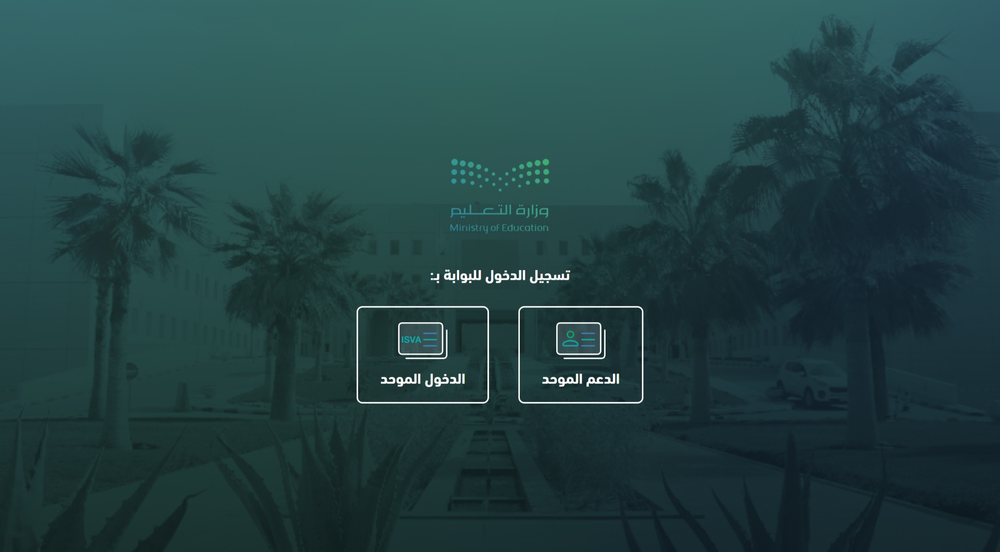 وزارة التعليم
Ministry of Education
تسجيل الدخول للبوابة بـ:
الدعم الموحد
ISVA
الدخول الموحد